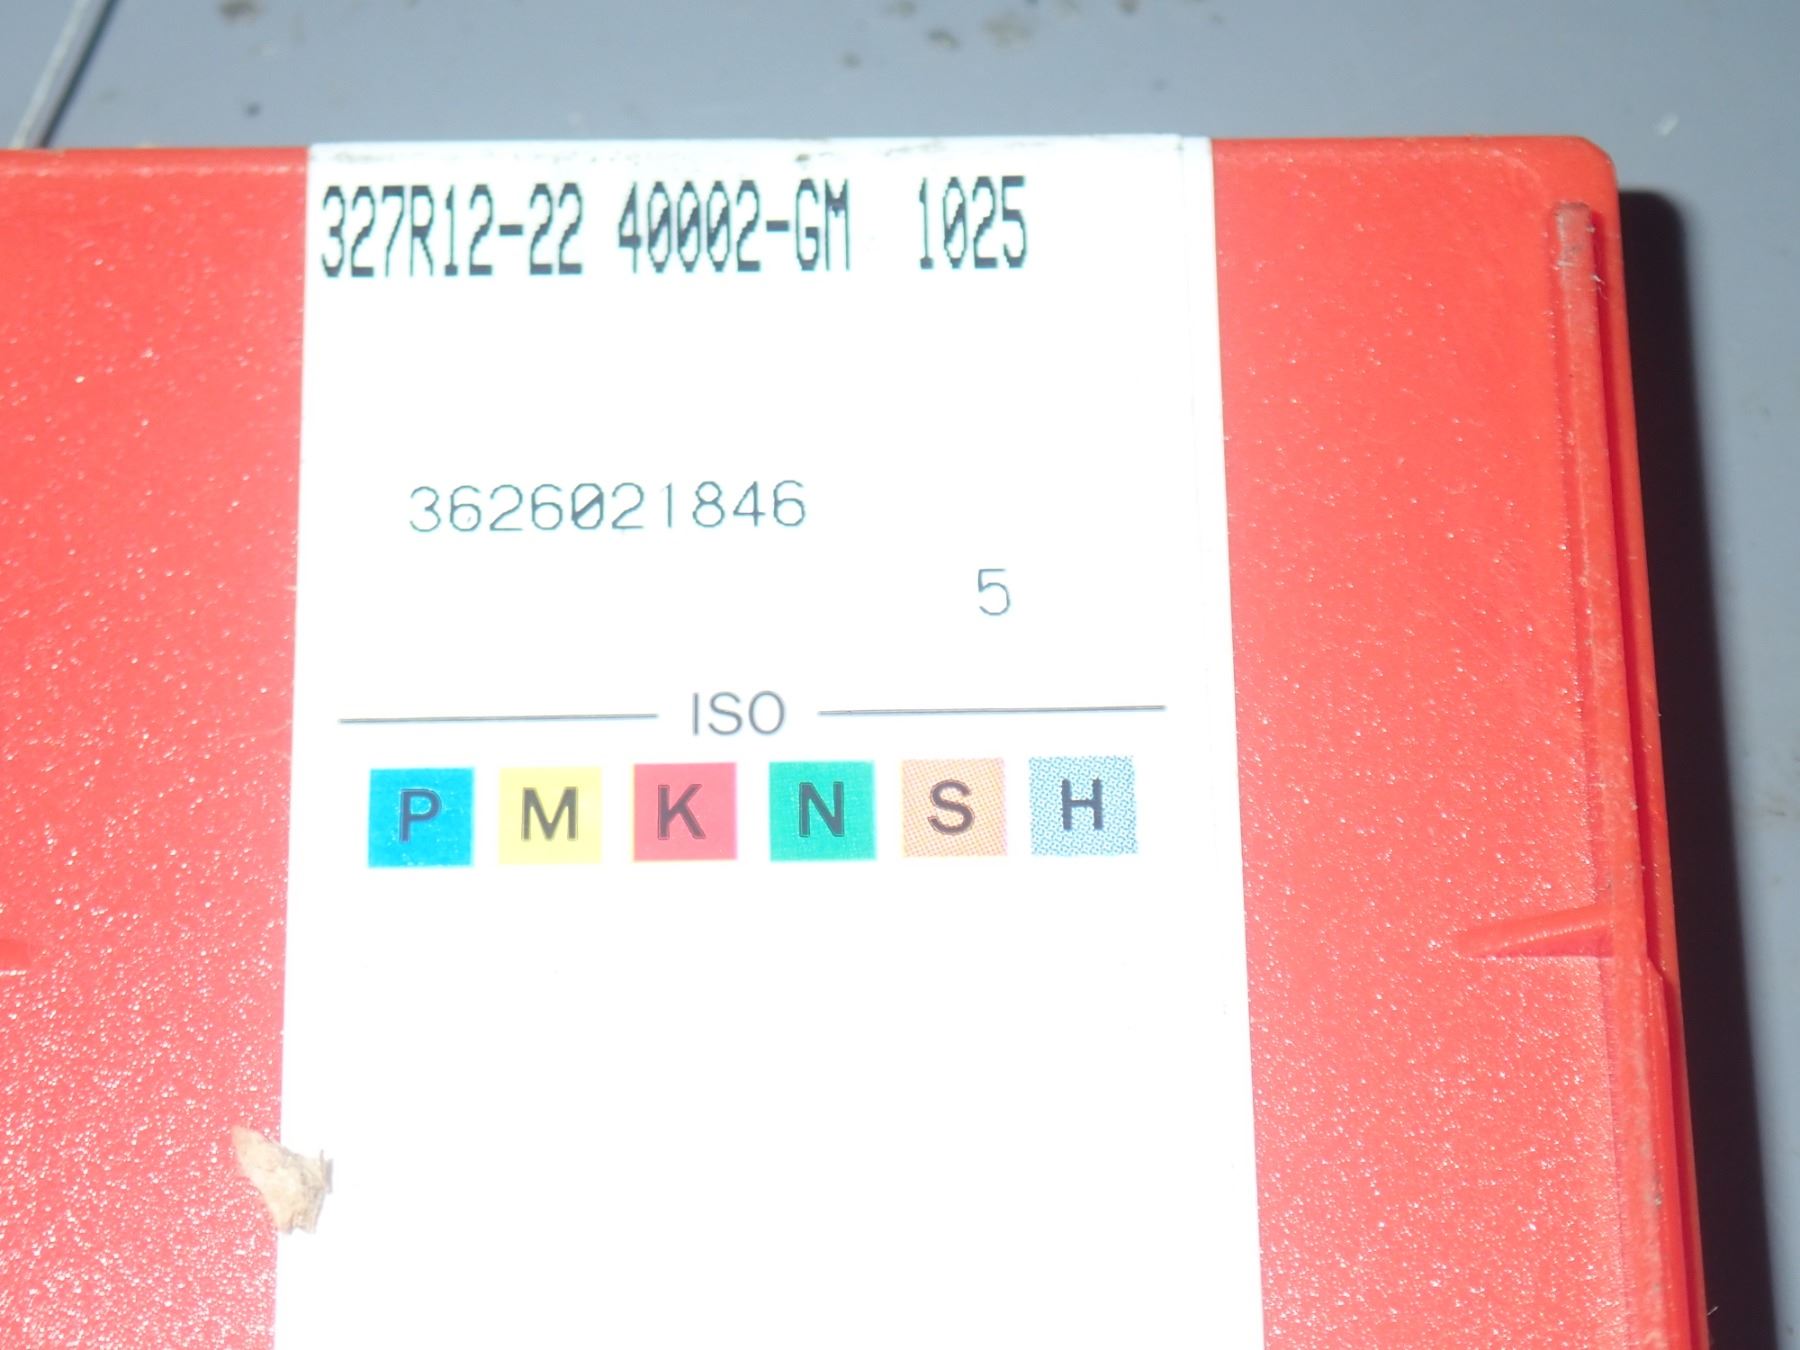 327R12-22 40002-GM 1025
3626021846
5
ISO
P M K N S H